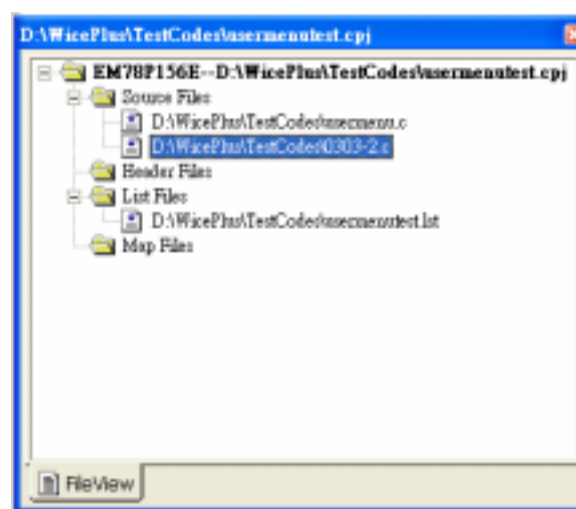 D:\WicePlus\TestCodes\usermenutest.cpj
EM78P156E--D:\WicePlus\TestCodes\usermenutest.cpj
Source Files
D:\WicePlus\TestCodes\usermenu.c
D:\WicePlus\TestCodes\0303-2.c
Header Files
List Files
D:\WicePlus\TestCodes\usermenutest.lst
Map Files
FileView